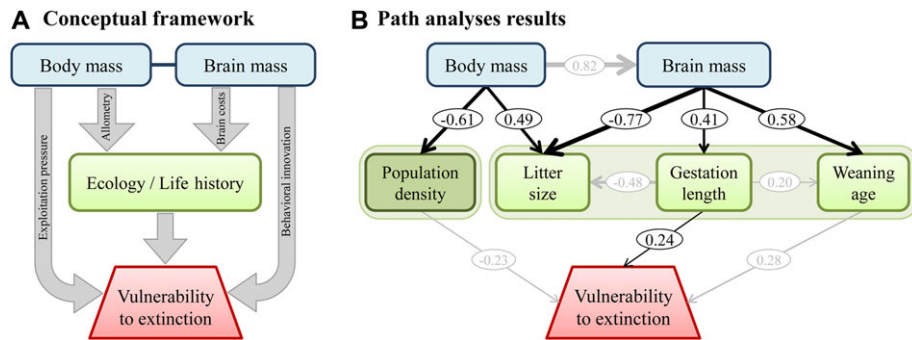 A Conceptual framework
Body mass
Brain mass
Exploitation pressure
Allometry
Brain costs
Behavioral innovation
Ecology / Life history
Vulnerability
to extinction
B Path analyses results
Body mass
0.82
Brain mass
-0.61
0.49
-0.77
0.41
0.58
Population
density
Litter
size
-0.48
Gestation
length
0.20
Weaning
age
-0.23
0.24
0.28
Vulnerability
to extinction